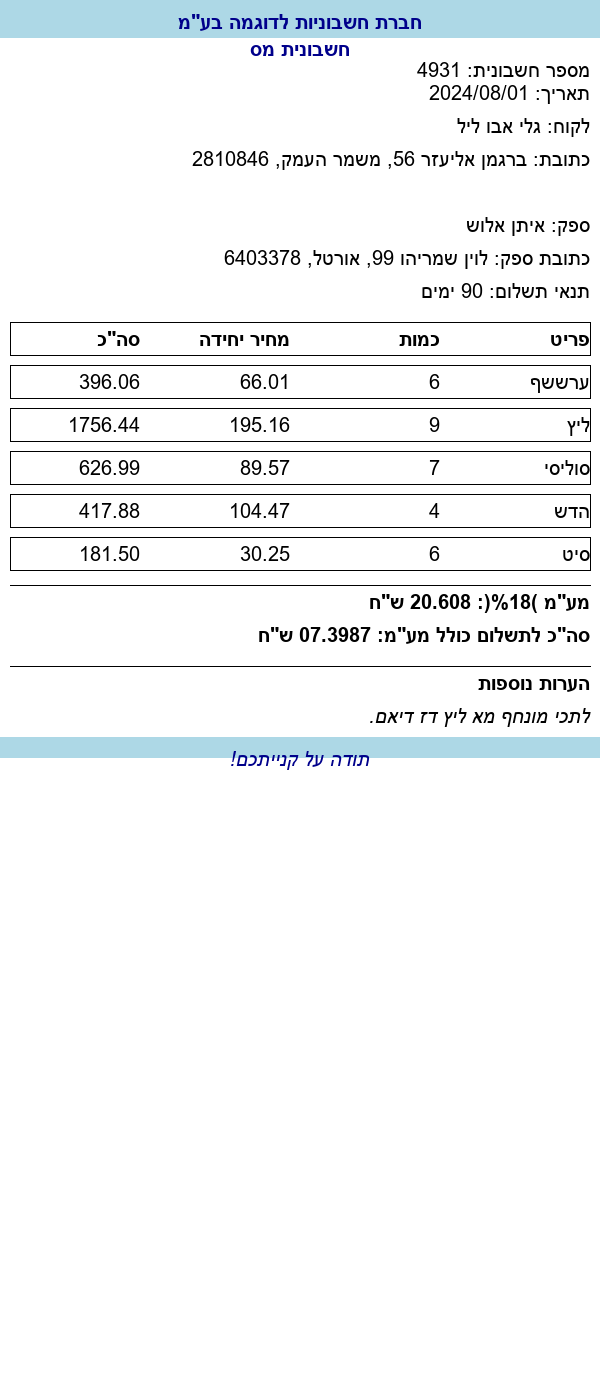 חברת חשבוניות לדוגמה בע"מ
חשבונית מס
מספר חשבונית: 4931
תאריך: 2024/08/01
לקוח: גלי אבו ליל
כתובת: ברגמן אליעזר 56, משמר העמק, 2810846
ספק: איתן אלוש
כתובת ספק: לוין שמריהו 99, אורטל, 6403378
תנאי תשלום: 90 ימים
פריט כמות מחיר יחידה סה"כ
ערששף 6 66.01 396.06
ליץ 9 195.16 1756.44
סוליסי 7 89.57 626.99
הדש 4 104.47 417.88
סיט 6 30.25 181.50
מע"מ )18%(: 20.608 ש"ח
סה"כ לתשלום כולל מע"מ: 07.3987 ש"ח
הערות נוספות
לתכי מונחף מא ליץ דז דיאם.
תודה על קנייתכם!